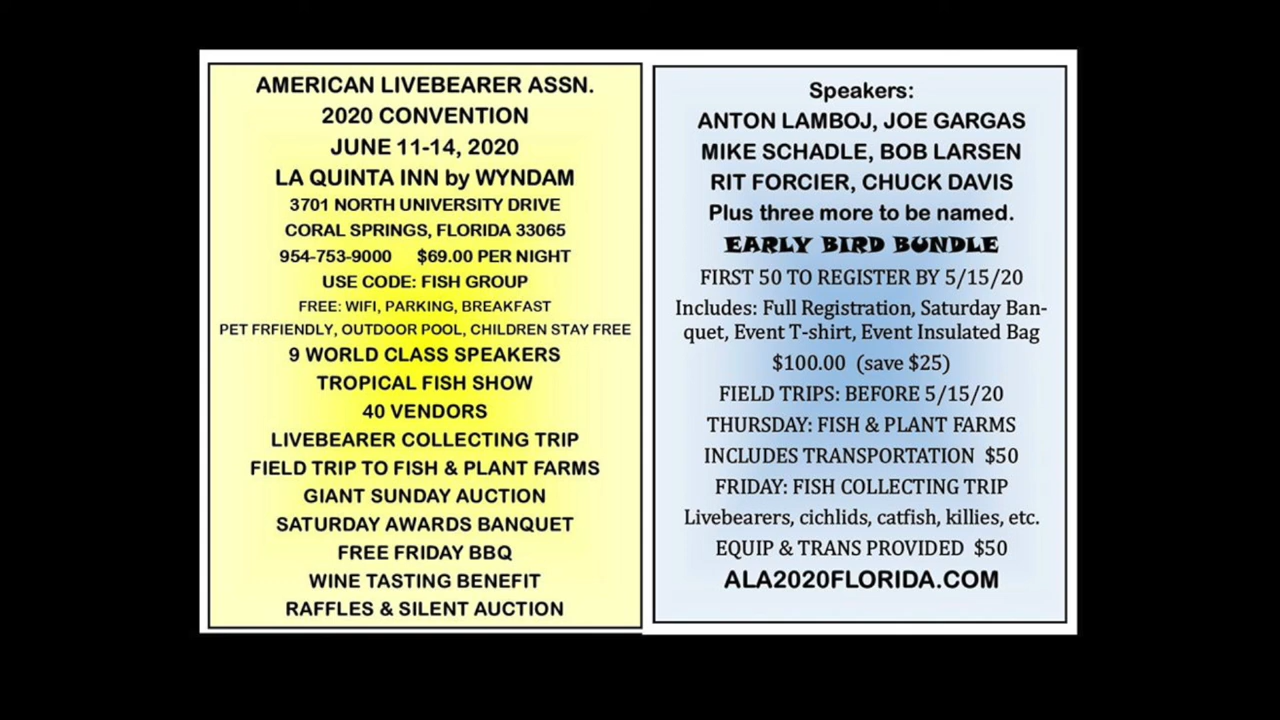 AMERICAN LIVEBEARER ASSN.
2020 CONVENTION
JUNE 11-14, 2020
LA QUINTA INN by WYNDAM
3701 NORTH UNIVERSITY DRIVE
CORAL SPRINGS, FLORIDA 33065
954-753-9000 $69.00 PER NIGHT
USE CODE: FISH GROUP
FREE: WIFI, PARKING, BREAKFAST
PET FRFIENDLY, OUTDOOR POOL, CHILDREN STAY FREE
9 WORLD CLASS SPEAKERS
TROPICAL FISH SHOW
40 VENDORS
LIVEBEARER COLLECTING TRIP
FIELD TRIP TO FISH & PLANT FARMS
GIANT SUNDAY AUCTION
SATURDAY AWARDS BANQUET
FREE FRIDAY BBQ
WINE TASTING BENEFIT
RAFFLES & SILENT AUCTION
Speakers:
ANTON LAMBOJ, JOE GARGAS
MIKE SCHADLE, BOB LARSEN
RIT FORCIER, CHUCK DAVIS
Plus three more to be named.
EARLY BIRD BUNDLE
FIRST 50 TO REGISTER BY 5/15/20
Includes: Full Registration, Saturday Ban-
quet, Event T-shirt, Event Insulated Bag
$100.00 (save $25)
FIELD TRIPS: BEFORE 5/15/20
THURSDAY: FISH & PLANT FARMS
INCLUDES TRANSPORTATION $50
FRIDAY: FISH COLLECTING TRIP
Livebearers, cichlids, catfish, killies, etc.
EQUIP & TRANS PROVIDED $50
ALA2020FLORIDA.COM